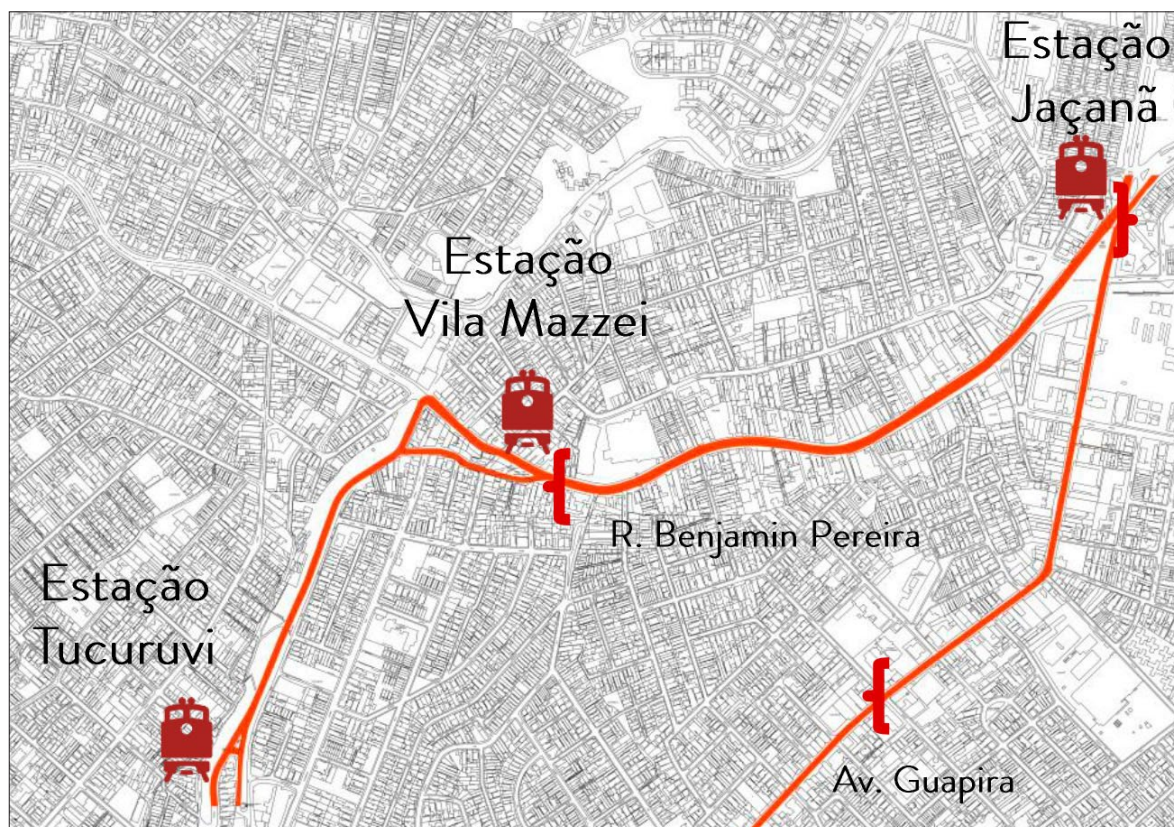 Estação
Jaçanã
Estação
Vila Mazzei
R. Benjamin Pereira
Estação
Tucuruvi
Av. Guapira